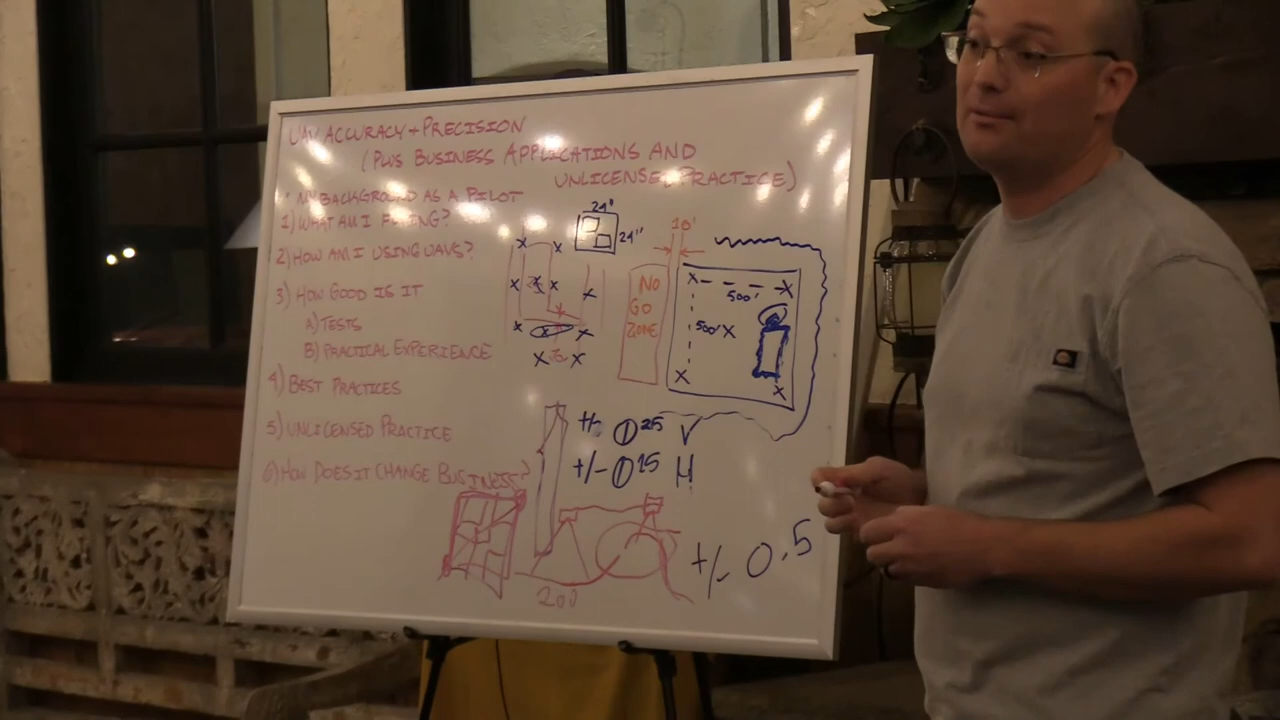 UAV ACCURACY + PRECISION
(PLUS BUSINESS APPLICATIONS AND
UNLICENSED PRACTICE)
• MY BACKGROUND AS A PILOT
1) WHAT AM I FLYING?
2) HOW AM I USING UAVS?
3) HOW GOOD IS IT
A) TESTS
B) PRACTICAL EXPERIENCE
4) BEST PRACTICES
5) UNLICENSED PRACTICE
6) HOW DOES IT CHANGE BUSINESS?
24"
24"
10'
NO
GO
ZONE
500'
500'
+/- 0.25 V
+/- 0.15 H
200
+/- 0.5